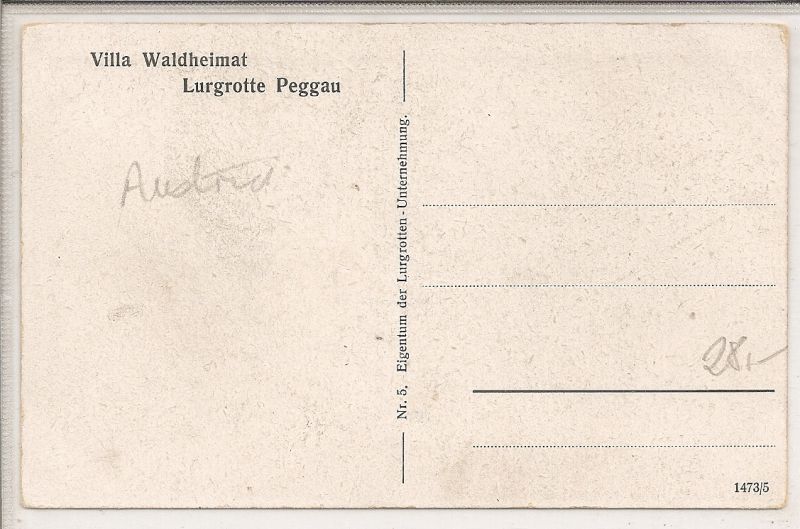 Villa Waldheimat
Lurgrotte Peggau
Austria
Nr. 5. Eigentum der Lurgrotten-Unternehmung.
28.-
1473/5